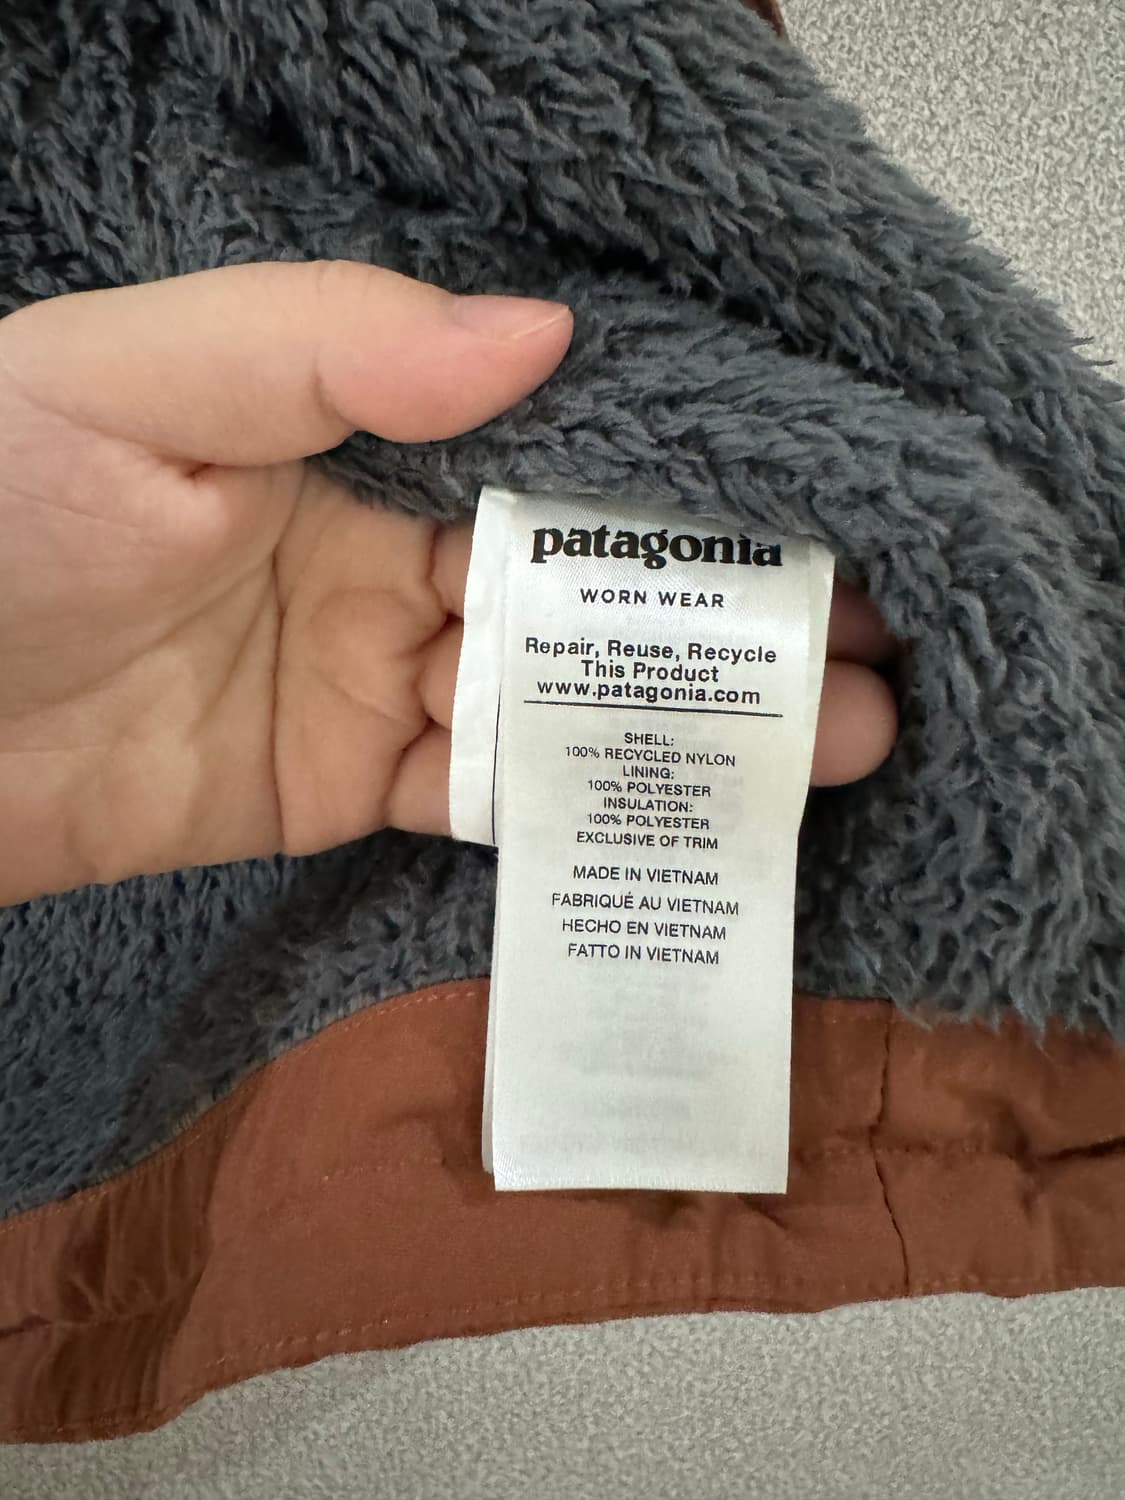 patagonia
WORN WEAR
Repair, Reuse, Recycle
This Product
www.patagonia.com
SHELL:
100% RECYCLED NYLON
LINING:
100% POLYESTER
INSULATION:
100% POLYESTER
EXCLUSIVE OF TRIM
MADE IN VIETNAM
FABRIQUÉ AU VIETNAM
HECHO EN VIETNAM
FATTO IN VIETNAM